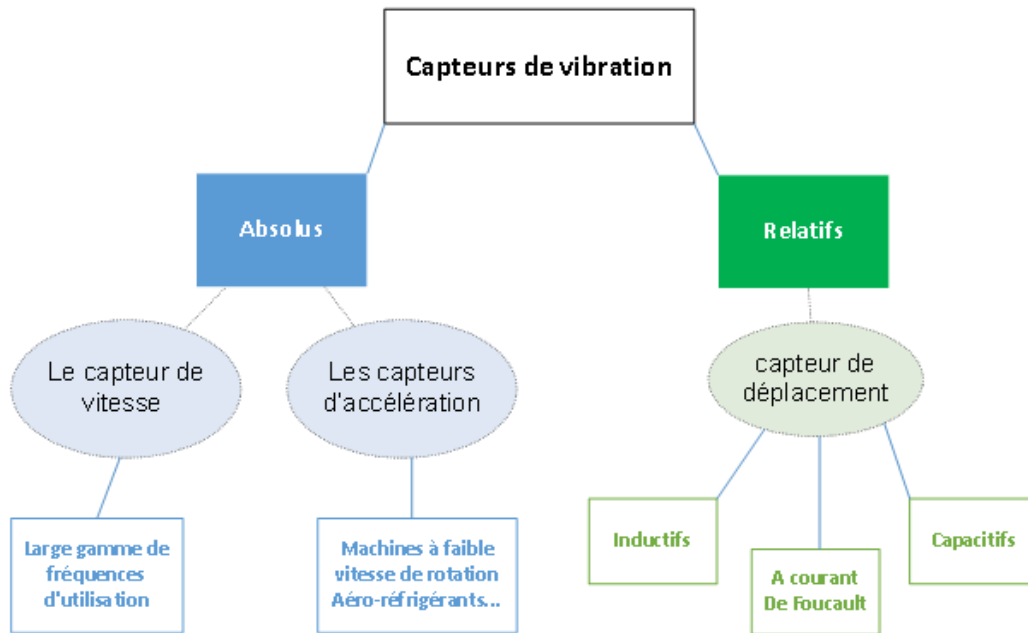 Capteurs de vibration
Absolus
Relatifs
Le capteur de
vitesse
Les capteurs
d'accélération
capteur de
déplacement
Large gamme de
fréquences
d'utilisation
Machines à faible
vitesse de rotation
Aéro-réfrigérants...
Inductifs
A courant
De Foucault
Capacitifs